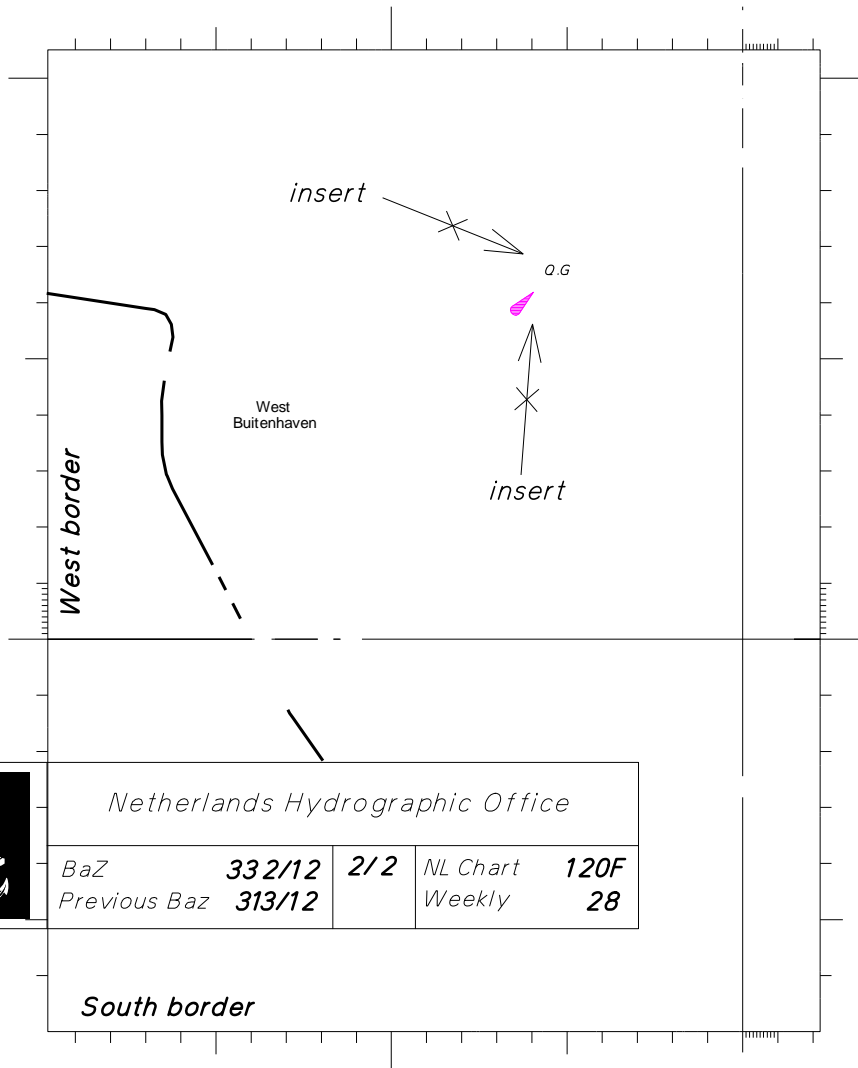 insert
Q.G
West
Buitenhaven
West border
insert
Netherlands Hydrographic Office
BaZ 332/12 2/2 NL Chart 120F
Previous Baz 313/12 Weekly 28
South border